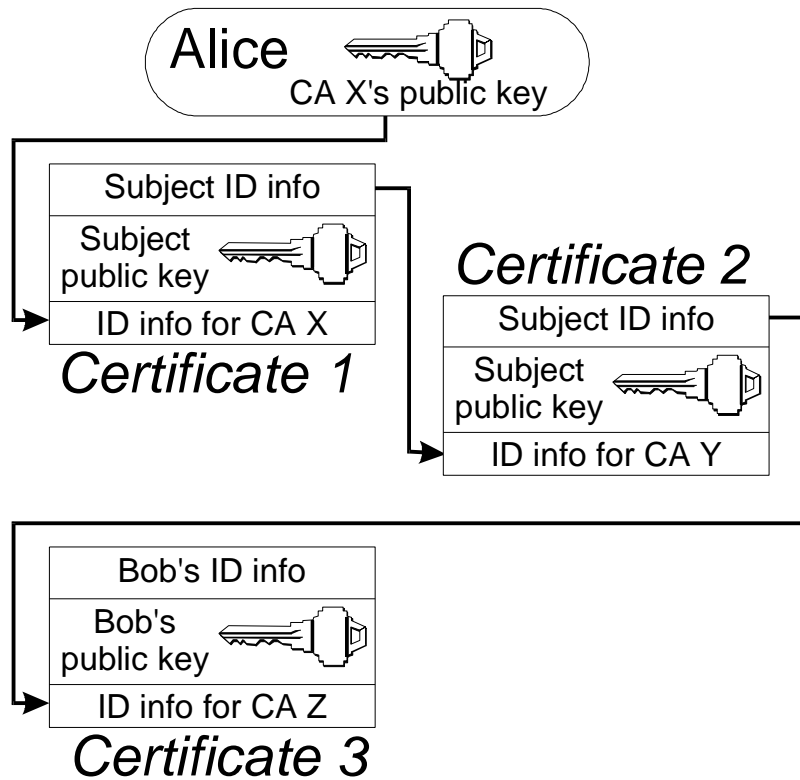 Alice
CA X's public key
Subject ID info
Subject
public key
ID info for CA X
Certificate 1
Certificate 2
Subject ID info
Subject
public key
ID info for CA Y
Bob's ID info
Bob's
public key
ID info for CA Z
Certificate 3